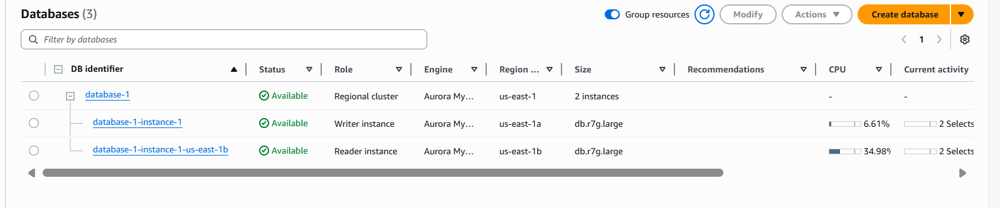 Databases (3)
Group resources
Modify
Actions
Create database
Filter by databases
1
DB identifier Status Role Engine Region ... Size Recommendations CPU Current activity
database-1 Available Regional cluster Aurora My... us-east-1 2 instances - -
database-1-instance-1 Available Writer instance Aurora My... us-east-1a db.r7g.large 6.61% 2 Selects
database-1-instance-1-us-east-1b Available Reader instance Aurora My... us-east-1b db.r7g.large 34.98% 2 Selects